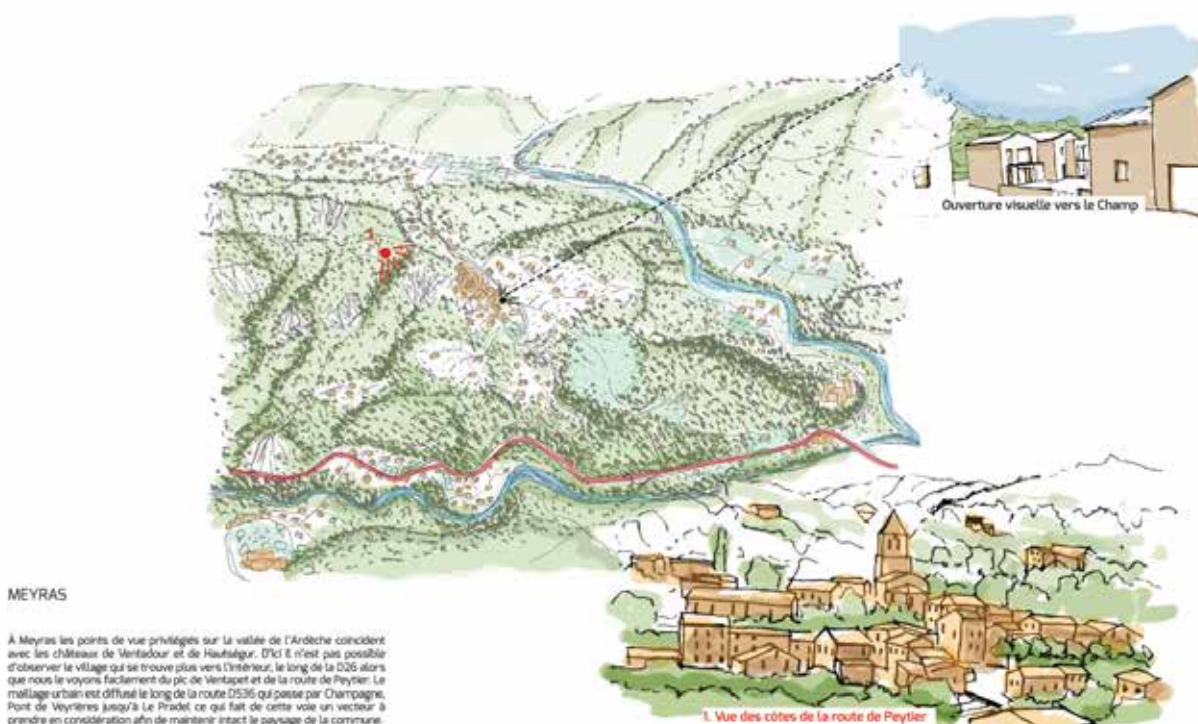 Ouverture visuelle vers le Champ
1
MEYRAS
À Meyras les points de vue privilégiés sur la vallée de l'Ardèche coïncident
avec les châteaux de Ventadour et de Hautségur. D'ici il n'est pas possible
d'observer le village qui se trouve plus vers l'intérieur, le long de la D26 alors
que nous le voyons facilement du pic de Ventapet et de la route de Peytier. Le
maillage urbain est diffusé le long de la route D536 qui passe par Champagne,
Pont de Veyrières jusqu'à Le Pradel ce qui fait de cette voie un vecteur à
prendre en considération afin de maintenir intact le paysage de la commune.
1. Vue des côtes de la route de Peytier